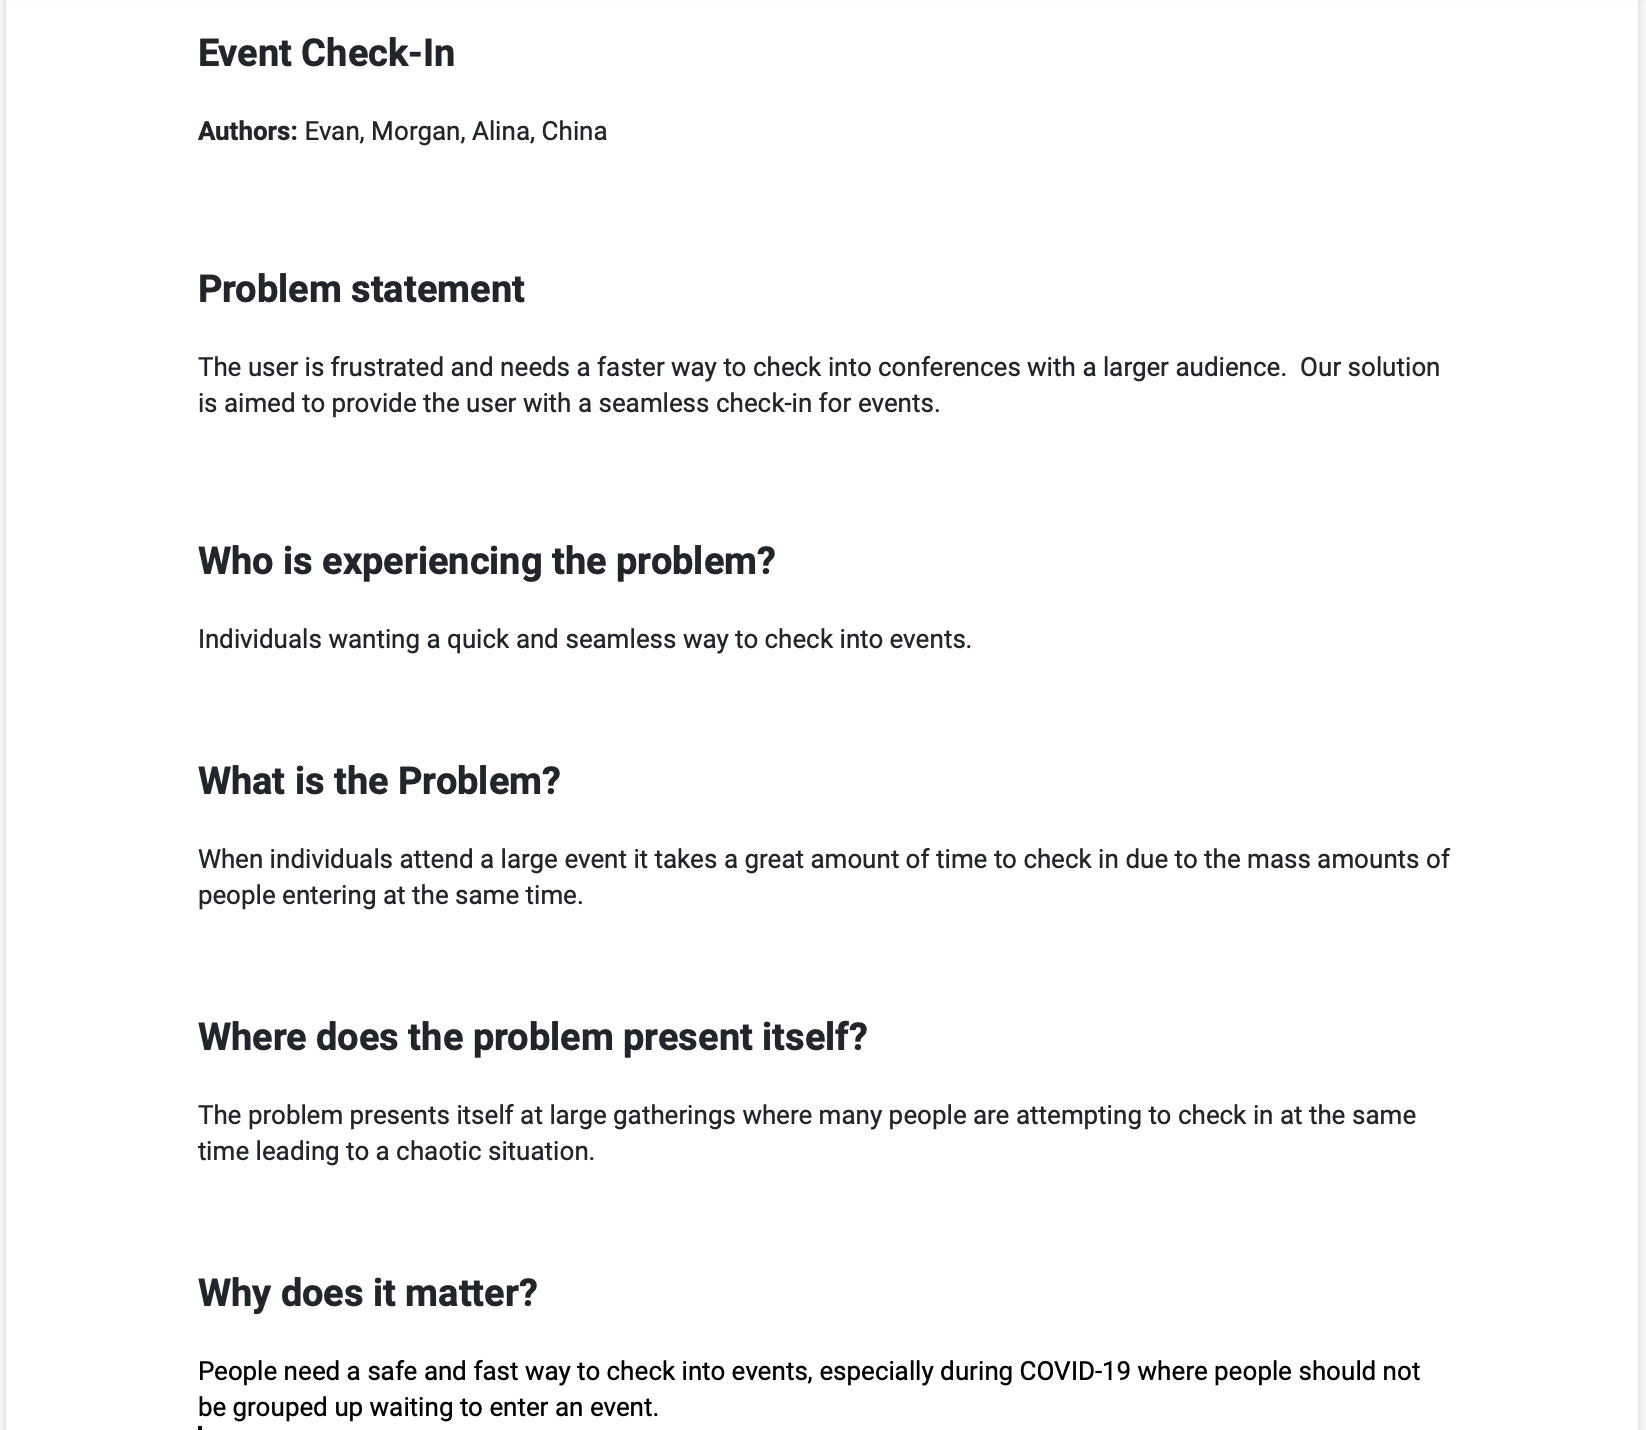 Event Check-In
Authors: Evan, Morgan, Alina, China
Problem statement
The user is frustrated and needs a faster way to check into conferences with a larger audience.  Our solution
is aimed to provide the user with a seamless check-in for events.
Who is experiencing the problem?
Individuals wanting a quick and seamless way to check into events.
What is the Problem?
When individuals attend a large event it takes a great amount of time to check in due to the mass amounts of
people entering at the same time.
Where does the problem present itself?
The problem presents itself at large gatherings where many people are attempting to check in at the same
time leading to a chaotic situation.
Why does it matter?
People need a safe and fast way to check into events, especially during COVID-19 where people should not
be grouped up waiting to enter an event.